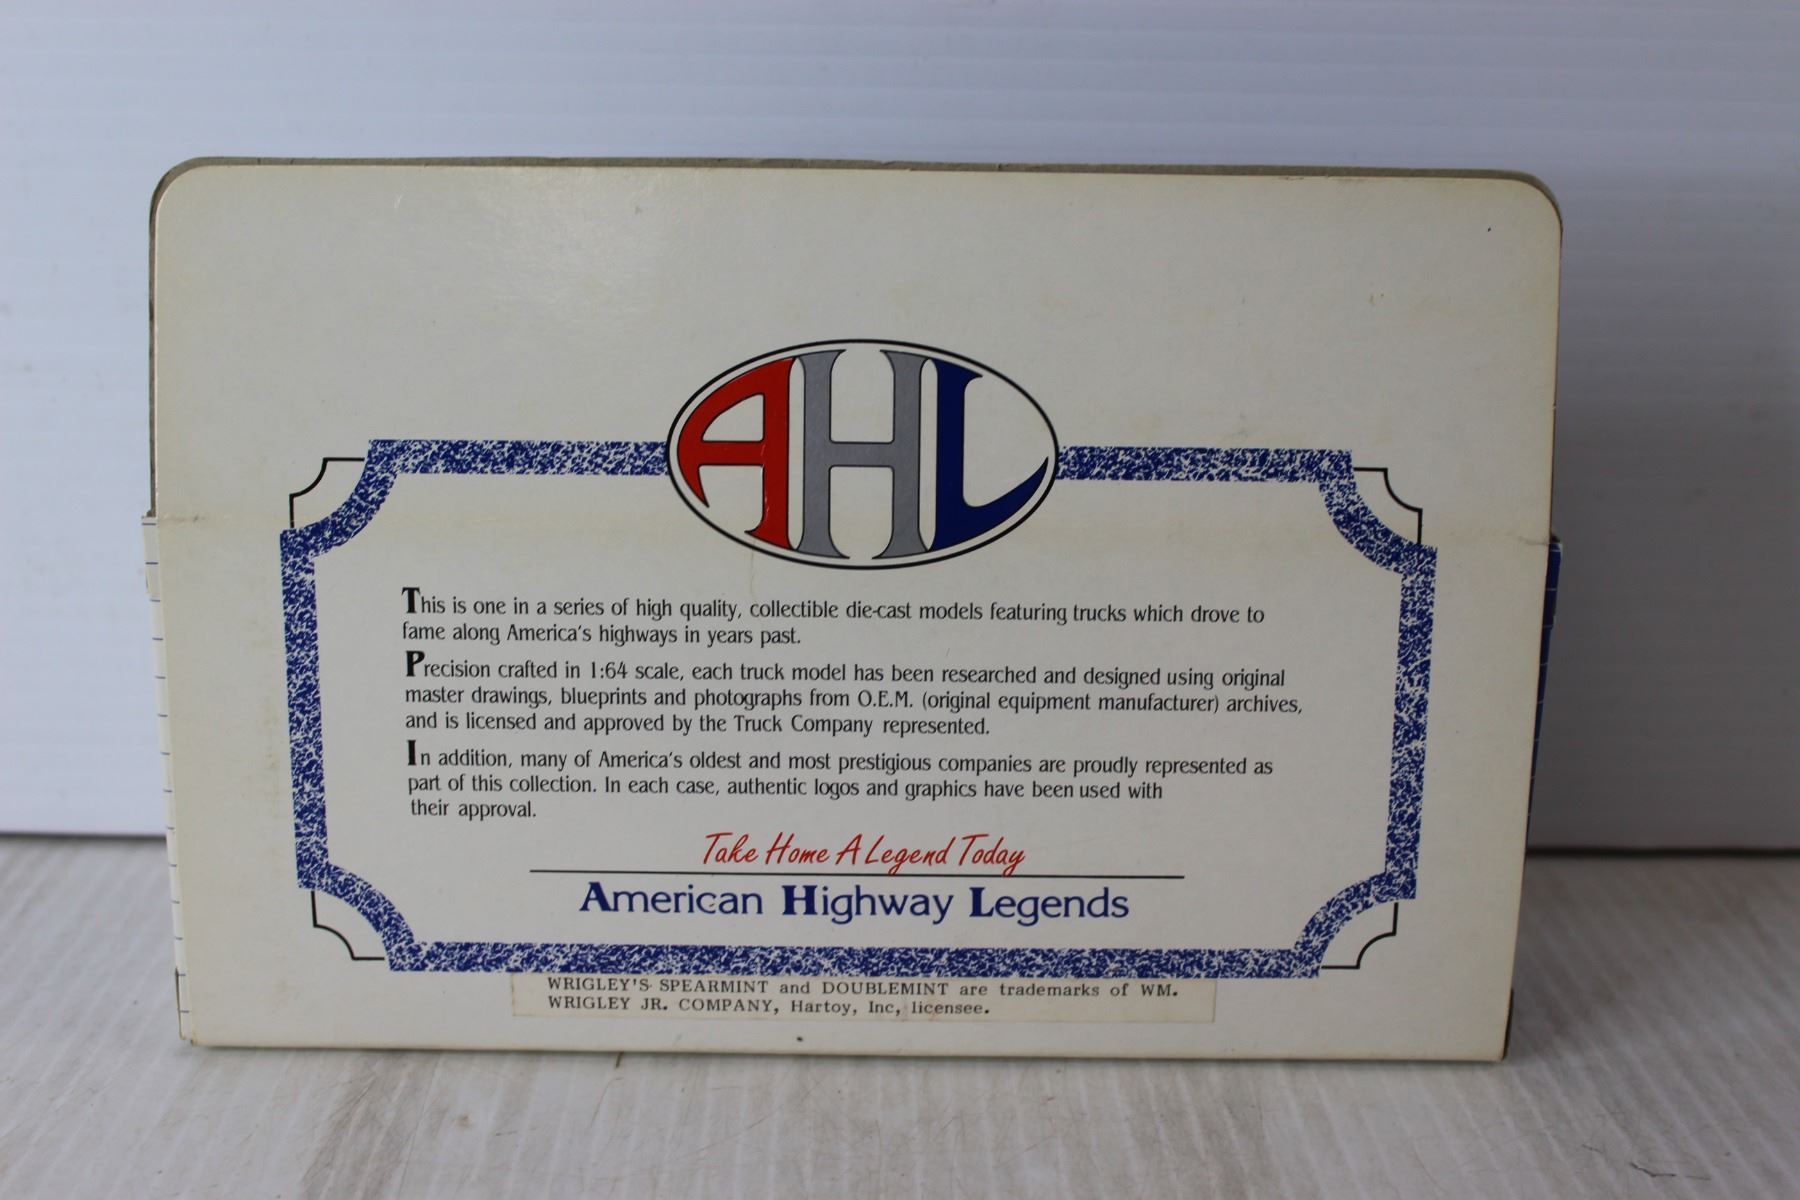 AHL
This is one in a series of high quality, collectible die-cast models featuring trucks which drove to
fame along America's highways in years past.
Precision crafted in 1:64 scale, each truck model has been researched and designed using original
master drawings, blueprints and photographs from O.E.M. (original equipment manufacturer) archives,
and is licensed and approved by the Truck Company represented.
In addition, many of America's oldest and most prestigious companies are proudly represented as
part of this collection. In each case, authentic logos and graphics have been used with
their approval.
Take Home A Legend Today
American Highway Legends
WRIGLEY'S SPEARMINT and DOUBLEMINT are trademarks of WM.
WRIGLEY JR. COMPANY, Hartoy, Inc, licensee.